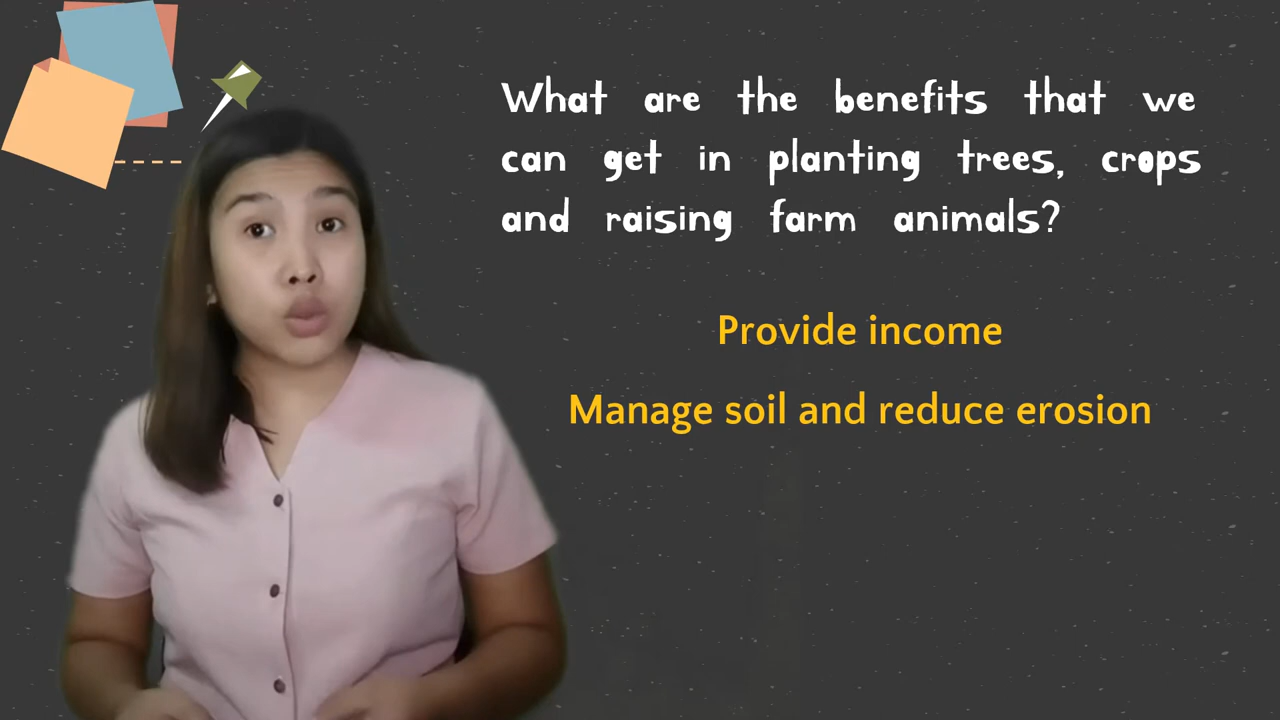 What are the benefits that we
can get in planting trees, crops
and raising farm animals?
Provide income
Manage soil and reduce erosion